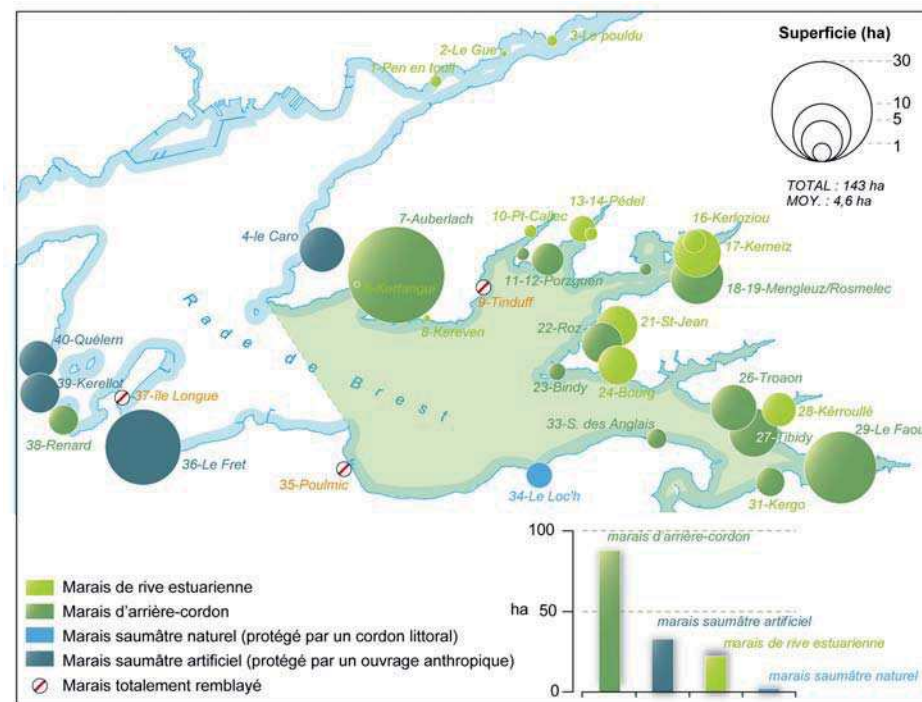 3-Le pouldu
2-Le Gue
1-Pen en toull
Superficie (ha)
30
10
5
1
TOTAL : 143 ha
MOY. : 4,6 ha
13-14-Pédel
10-Pt-Callec
16-Kerloziou
7-Auberlach
17-Kerneiz
4-le Caro
11-12-Porzguen
18-19-Mengleuz/Rosmelec
9-Tinduff
8-Kereven
21-St-Jean
22-Roz
Rade de Brest
40-Quélern
39-Kerellot
37-île Longue
23-Bindy
24-Bourg
26-Troaon
28-Kérroullé
38-Renard
36-Le Fret
33-S. des Anglais
27-Tibidy
29-Le Faou
35-Poulmic
34-Le Loc'h
31-Kergo
100
marais d'arrière-cordon
ha
50
marais saumâtre artificiel
marais de rive estuarienne
marais saumâtre naturel
0
Marais de rive estuarienne
Marais d'arrière-cordon
Marais saumâtre naturel (protégé par un cordon littoral)
Marais saumâtre artificiel (protégé par un ouvrage anthropique)
Marais totalement remblayé